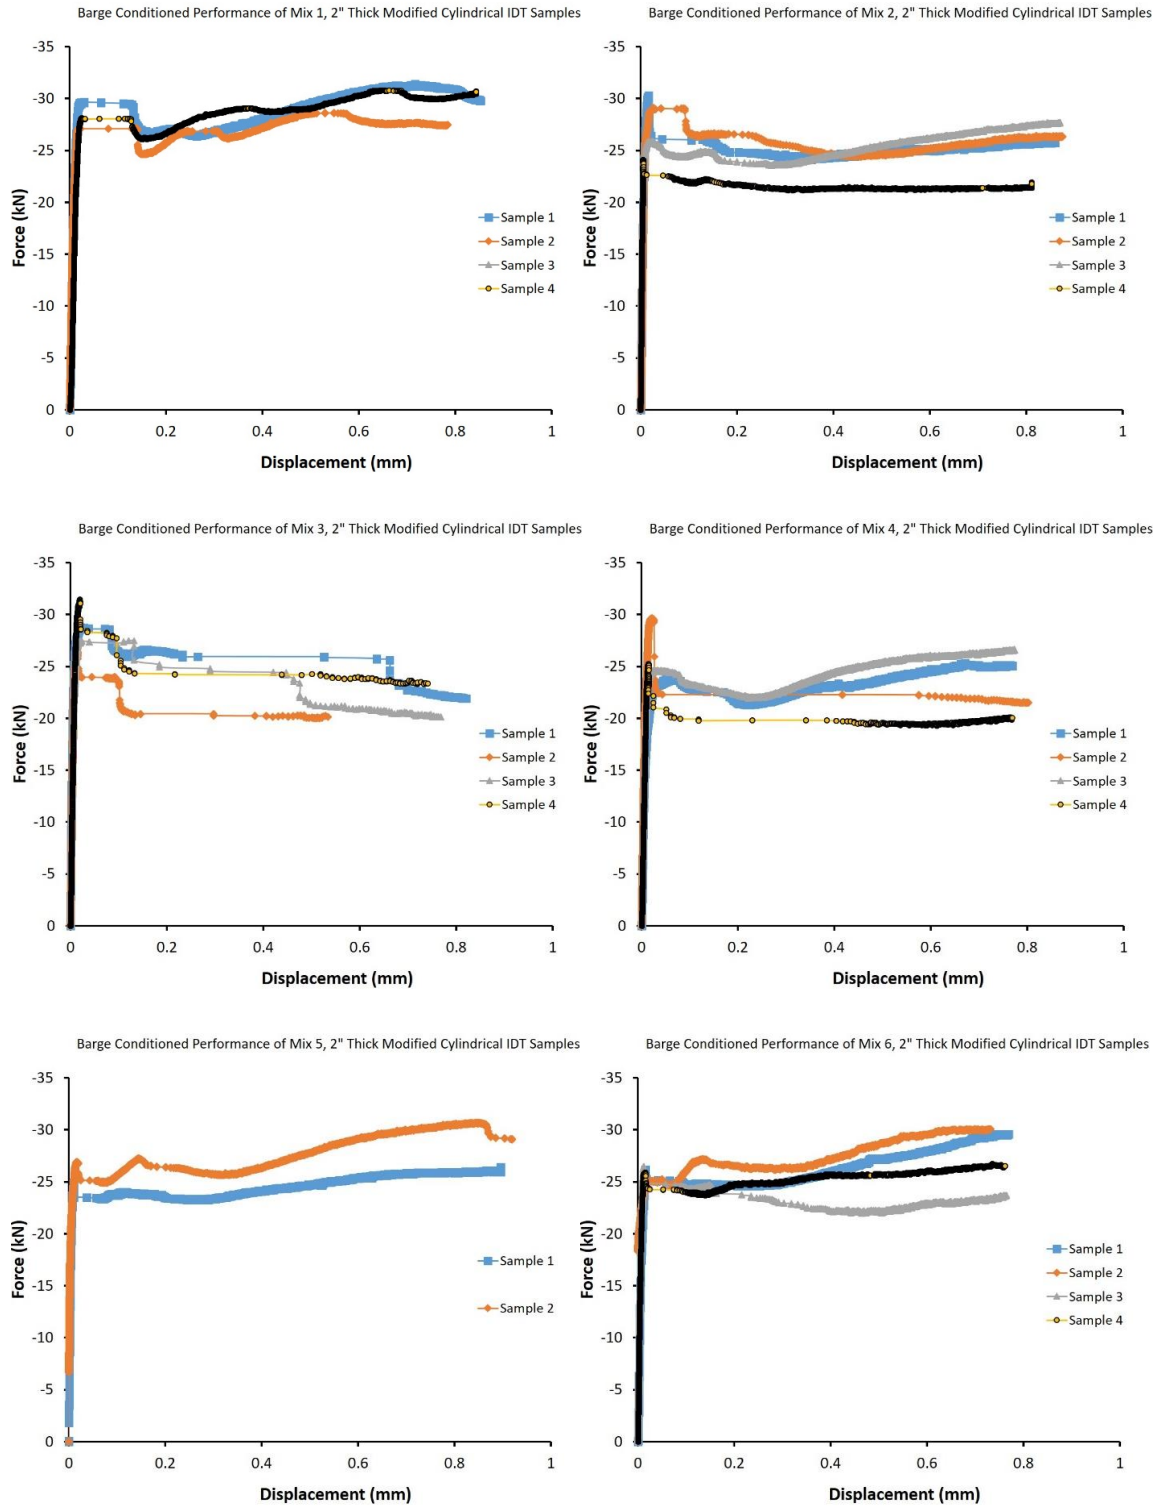 Barge Conditioned Performance of Mix 1, 2" Thick Modified Cylindrical IDT Samples
-35
-30
-25
-20
-15
-10
-5
0
Force (kN)
Sample 1
Sample 2
Sample 3
Sample 4
0 0.2 0.4 0.6 0.8 1
Displacement (mm)
Barge Conditioned Performance of Mix 2, 2" Thick Modified Cylindrical IDT Samples
-35
-30
-25
-20
-15
-10
-5
0
Force (kN)
Sample 1
Sample 2
Sample 3
Sample 4
0 0.2 0.4 0.6 0.8 1
Displacement (mm)
Barge Conditioned Performance of Mix 3, 2" Thick Modified Cylindrical IDT Samples
-35
-30
-25
-20
-15
-10
-5
0
Force (kN)
Sample 1
Sample 2
Sample 3
Sample 4
0 0.2 0.4 0.6 0.8 1
Displacement (mm)
Barge Conditioned Performance of Mix 4, 2" Thick Modified Cylindrical IDT Samples
-35
-30
-25
-20
-15
-10
-5
0
Force (kN)
Sample 1
Sample 2
Sample 3
Sample 4
0 0.2 0.4 0.6 0.8 1
Displacement (mm)
Barge Conditioned Performance of Mix 5, 2" Thick Modified Cylindrical IDT Samples
-35
-30
-25
-20
-15
-10
-5
0
Force (kN)
Sample 1
Sample 2
0 0.2 0.4 0.6 0.8 1
Displacement (mm)
Barge Conditioned Performance of Mix 6, 2" Thick Modified Cylindrical IDT Samples
-35
-30
-25
-20
-15
-10
-5
0
Force (kN)
Sample 1
Sample 2
Sample 3
Sample 4
0 0.2 0.4 0.6 0.8 1
Displacement (mm)